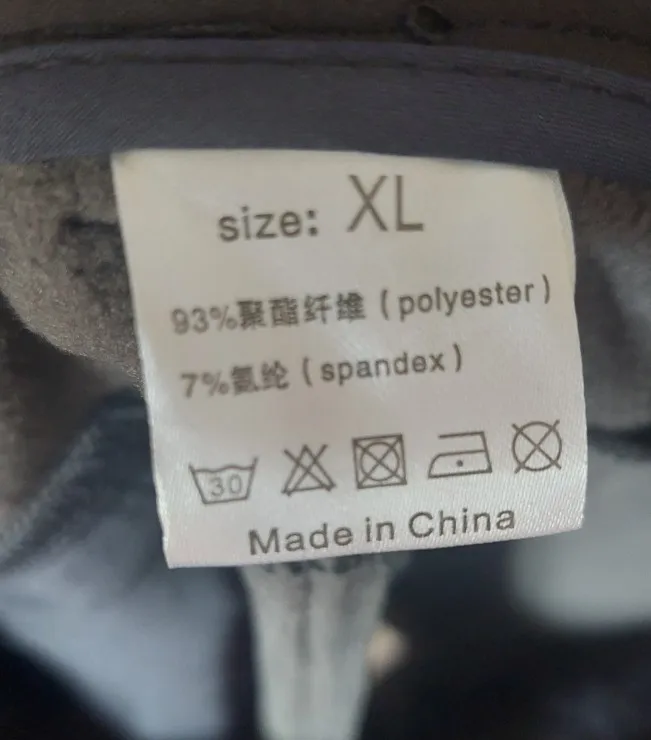 size: XL
93%聚酯纤维 (polyester)
7%氨纶 (spandex)
30
Made in China